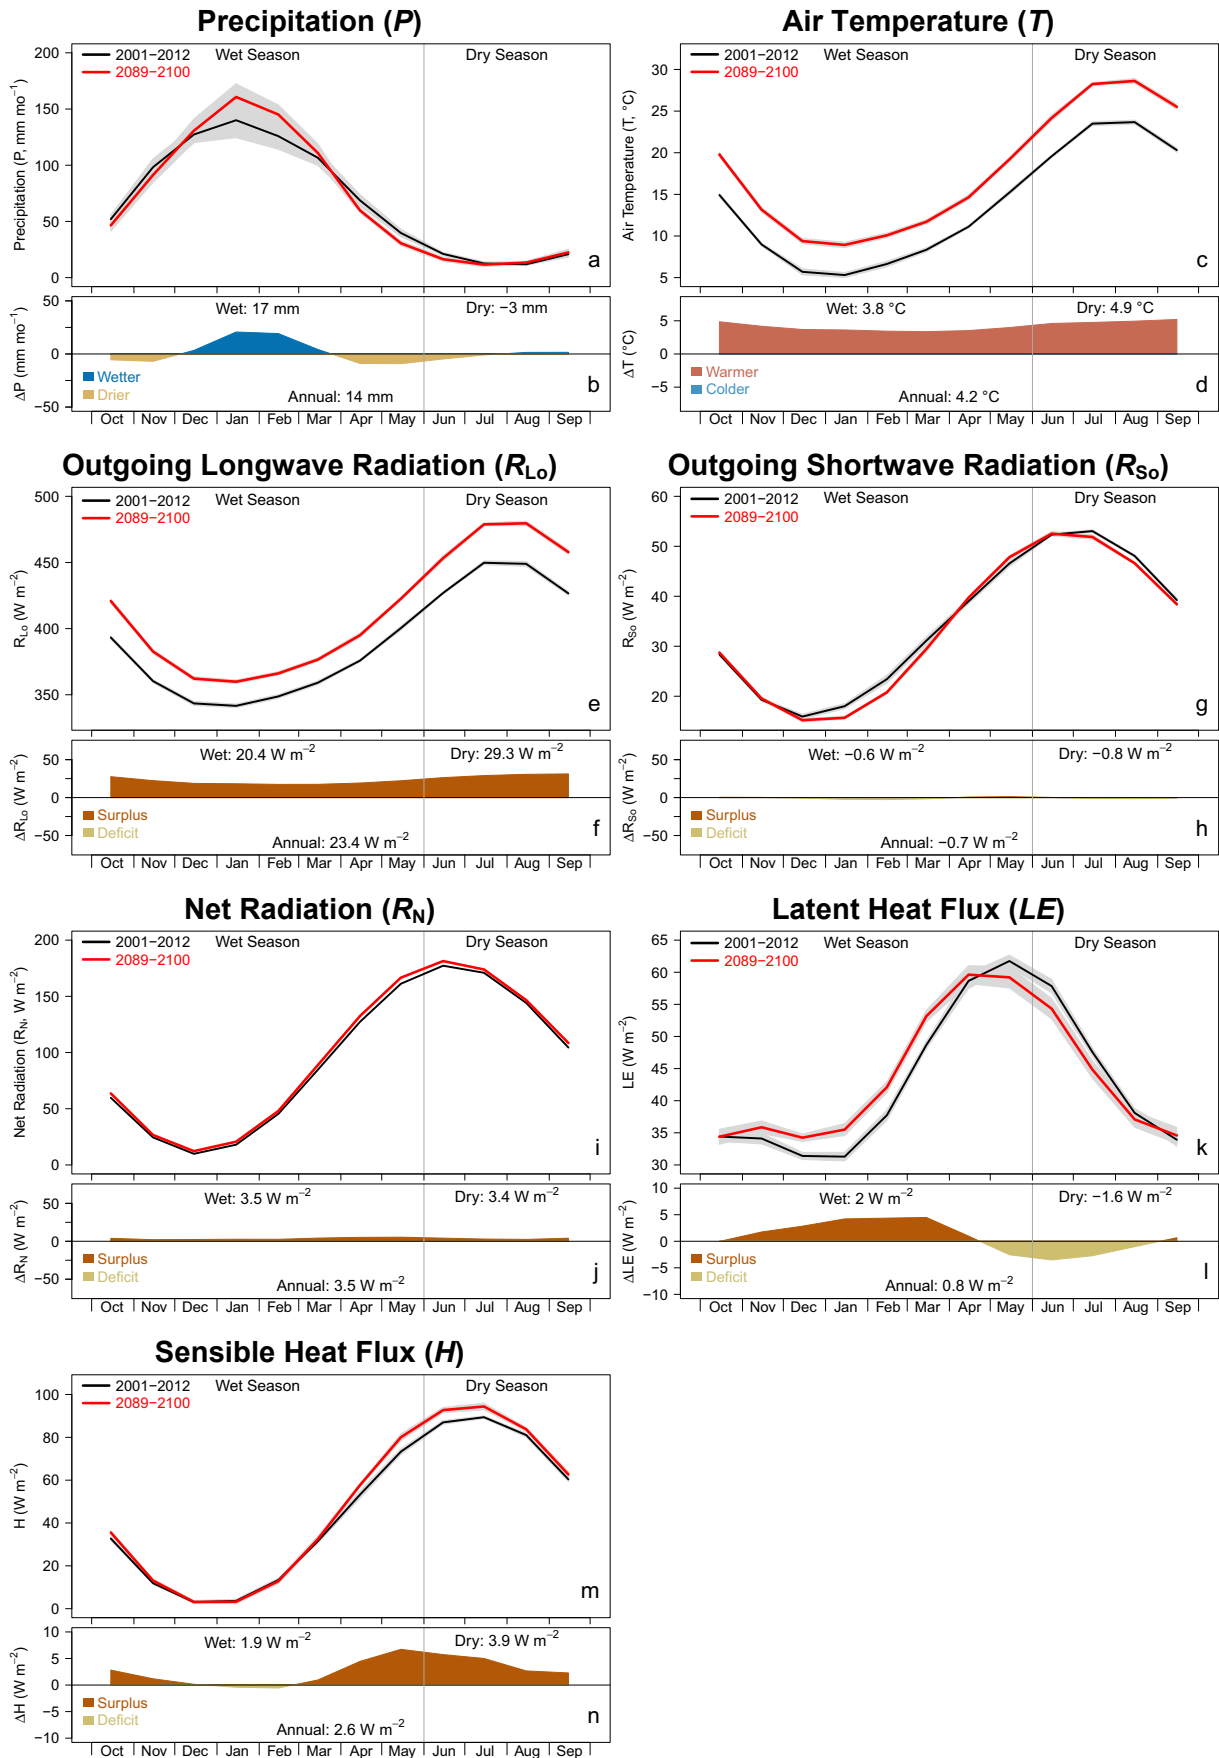 Precipitation (P)
2001−2012
2089−2100
Wet Season
Dry Season
Precipitation (P, mm mo−1)
200
150
100
50
0
a
ΔP (mm mo−1)
50
0
−50
Wet: 17 mm
Dry: −3 mm
Wetter
Drier
Annual: 14 mm
b
Oct Nov Dec Jan Feb Mar Apr May Jun Jul Aug Sep
Air Temperature (T)
2001−2012
2089−2100
Wet Season
Dry Season
Air Temperature (T, °C)
30
25
20
15
10
5
c
ΔT (°C)
5
0
−5
Wet: 3.8 °C
Dry: 4.9 °C
Warmer
Colder
Annual: 4.2 °C
d
Oct Nov Dec Jan Feb Mar Apr May Jun Jul Aug Sep
Outgoing Longwave Radiation (RLo)
2001−2012
2089−2100
Wet Season
Dry Season
RLo (W m−2)
500
450
400
350
e
ΔRLo (W m−2)
50
0
−50
Wet: 20.4 W m−2
Dry: 29.3 W m−2
Surplus
Deficit
Annual: 23.4 W m−2
f
Oct Nov Dec Jan Feb Mar Apr May Jun Jul Aug Sep
Outgoing Shortwave Radiation (RSo)
2001−2012
2089−2100
Wet Season
Dry Season
RSo (W m−2)
60
50
40
30
20
g
ΔRSo (W m−2)
50
0
−50
Wet: −0.6 W m−2
Dry: −0.8 W m−2
Surplus
Deficit
Annual: −0.7 W m−2
h
Oct Nov Dec Jan Feb Mar Apr May Jun Jul Aug Sep
Net Radiation (RN)
2001−2012
2089−2100
Wet Season
Dry Season
Net Radiation (RN, W m−2)
200
150
100
50
0
i
ΔRN (W m−2)
50
0
−50
Wet: 3.5 W m−2
Dry: 3.4 W m−2
Surplus
Deficit
Annual: 3.5 W m−2
j
Oct Nov Dec Jan Feb Mar Apr May Jun Jul Aug Sep
Latent Heat Flux (LE)
2001−2012
2089−2100
Wet Season
Dry Season
LE (W m−2)
65
60
55
50
45
40
35
30
k
ΔLE (W m−2)
10
5
0
−5
−10
Wet: 2 W m−2
Dry: −1.6 W m−2
Surplus
Deficit
Annual: 0.8 W m−2
l
Oct Nov Dec Jan Feb Mar Apr May Jun Jul Aug Sep
Sensible Heat Flux (H)
2001−2012
2089−2100
Wet Season
Dry Season
H (W m−2)
100
80
60
40
20
0
m
ΔH (W m−2)
10
5
0
−5
−10
Wet: 1.9 W m−2
Dry: 3.9 W m−2
Surplus
Deficit
Annual: 2.6 W m−2
n
Oct Nov Dec Jan Feb Mar Apr May Jun Jul Aug Sep